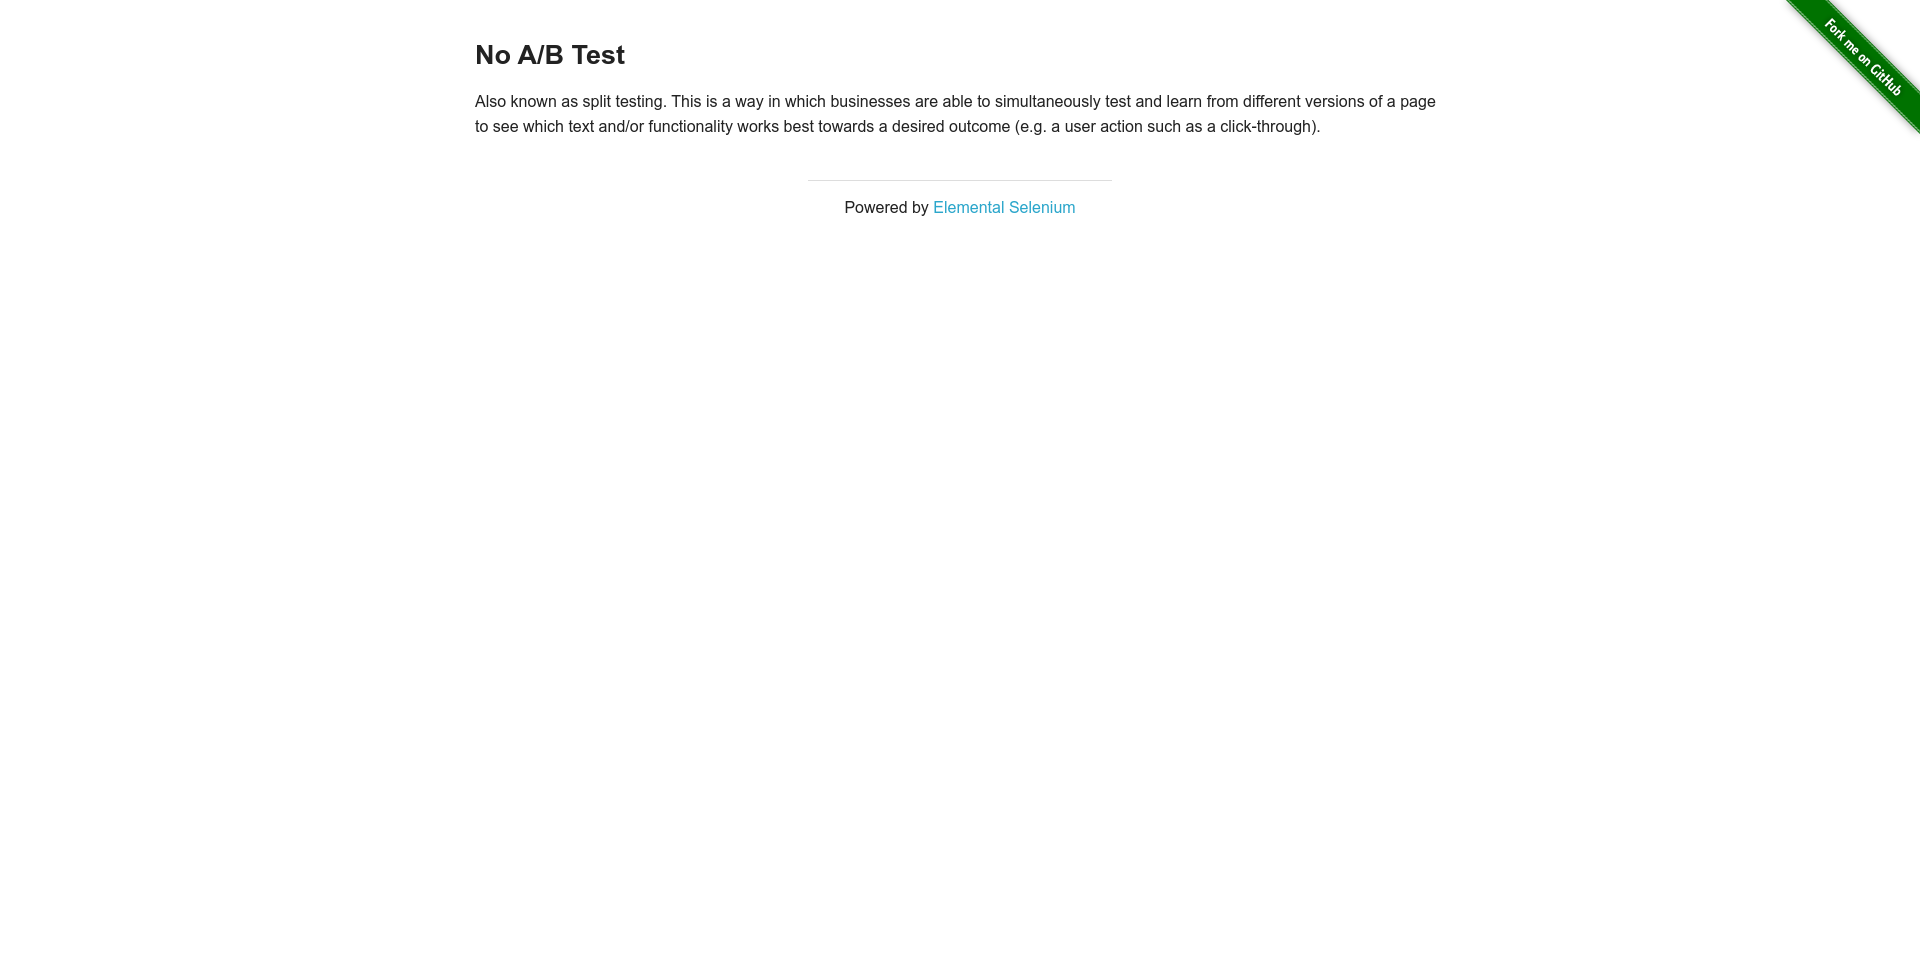 No A/B Test
Also known as split testing. This is a way in which businesses are able to simultaneously test and learn from different versions of a page
to see which text and/or functionality works best towards a desired outcome (e.g. a user action such as a click-through).
Powered by Elemental Selenium
Fork me on GitHub